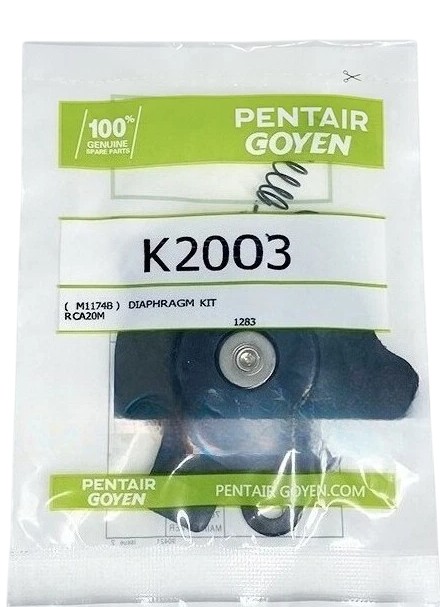 100%
GENUINE
SPARE PARTS
PENTAIR
GOYEN
K2003
( M1174B ) DIAPHRAGM KIT
RCA20M
1283
PENTAIR
GOYEN
PENTAIR GOYEN.COM